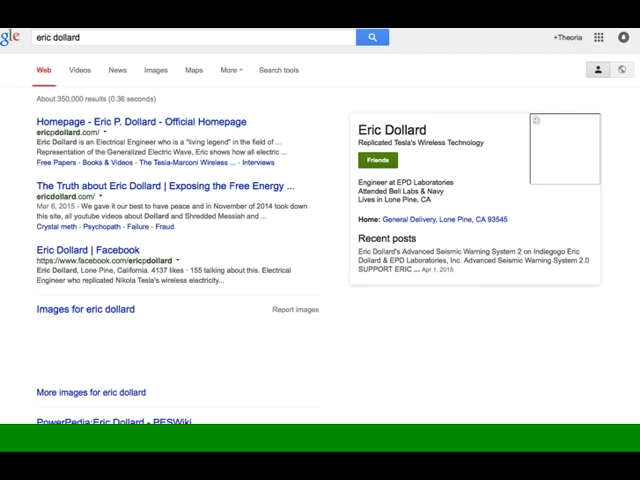 gle
eric dollard
+Theoria
Web Videos News Images Maps More Search tools
About 350,000 results (0.36 seconds)
Homepage - Eric P. Dollard - Official Homepage
ericpdollard.com/
Eric Dollard is an Electrical Engineer who is a "living legend" in the field of ...
Representation of the Generalized Electric Wave, Eric shows how all electric ...
Free Papers - Books & Videos - The Tesla-Marconi Wireless ... - Interviews
The Truth about Eric Dollard | Exposing the Free Energy ...
ericdollard.com/
Mar 6, 2015 - We gave it our best to have peace and in November of 2014 took down
this site, all youtube videos about Dollard and Shredded Messiah and ...
Crystal meth - Psychopath - Failure - Fraud
Eric Dollard | Facebook
https://www.facebook.com/ericpdollard
Eric Dollard, Lone Pine, California. 4137 likes · 155 talking about this. Electrical
Engineer who replicated Nikola Tesla's wireless electricity...
Images for eric dollard
Report images
More images for eric dollard
PowerPedia:Eric Dollard - PESWiki
Eric Dollard
Replicated Tesla's Wireless Technology
Friends
Engineer at EPD Laboratories
Attended Bell Labs & Navy
Lives in Lone Pine, CA
Home: General Delivery, Lone Pine, CA 93545
Recent posts
Eric Dollard's Advanced Seismic Warning System 2 on Indiegogo Eric
Dollard & EPD Laboratories, Inc. Advanced Seismic Warning System 2.0
SUPPORT ERIC ... Apr 1, 2015